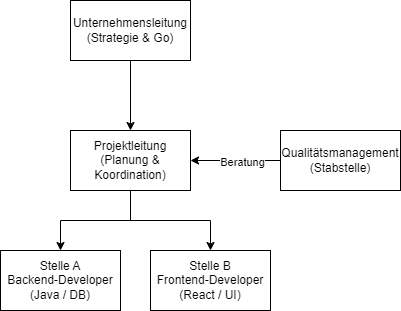 Unternehmensleitung
(Strategie & Go)
Projektleitung
(Planung &
Koordination)
Beratung
Qualitätsmanagement
(Stabstelle)
Stelle A
Backend-Developer
(Java / DB)
Stelle B
Frontend-Developer
(React / UI)